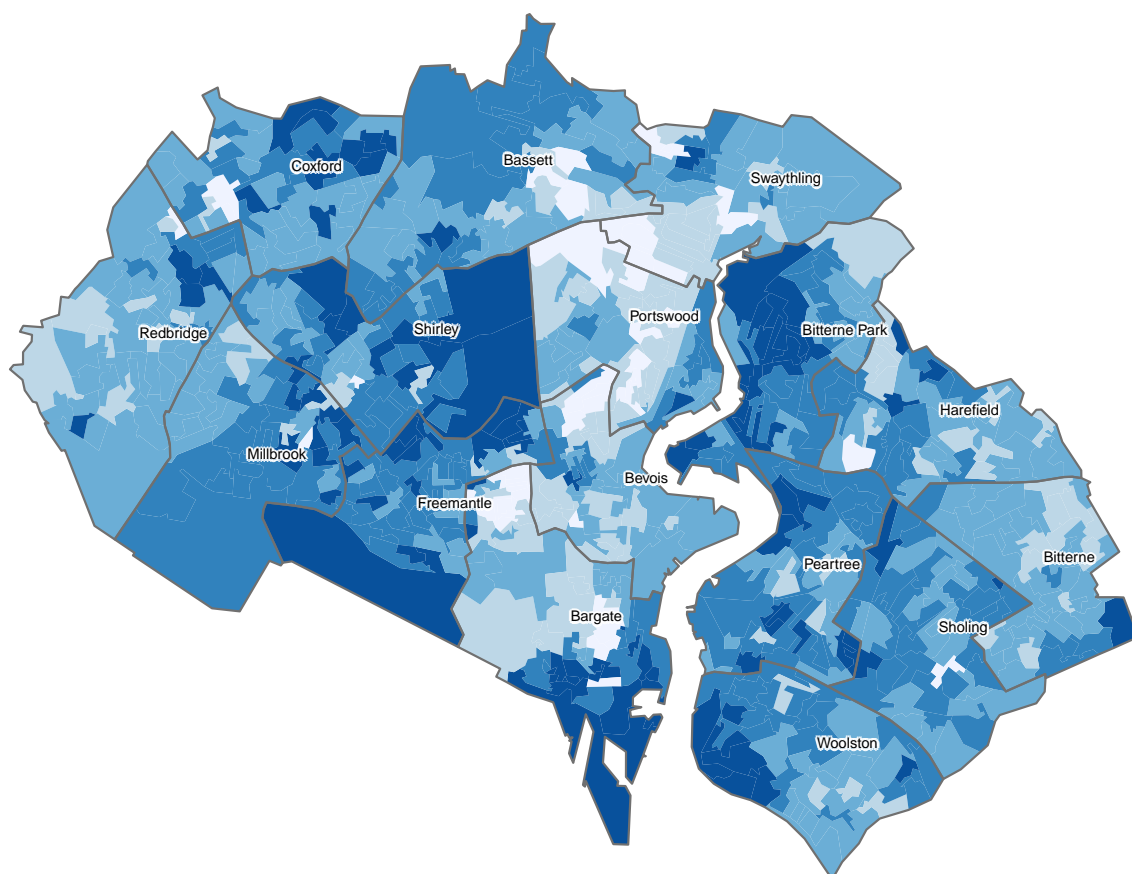 Coxford
Bassett
Swaythling
Redbridge
Shirley
Portswood
Bitterne Park
Harefield
Millbrook
Freemantle
Bevois
Peartree
Bitterne
Bargate
Sholing
Woolston